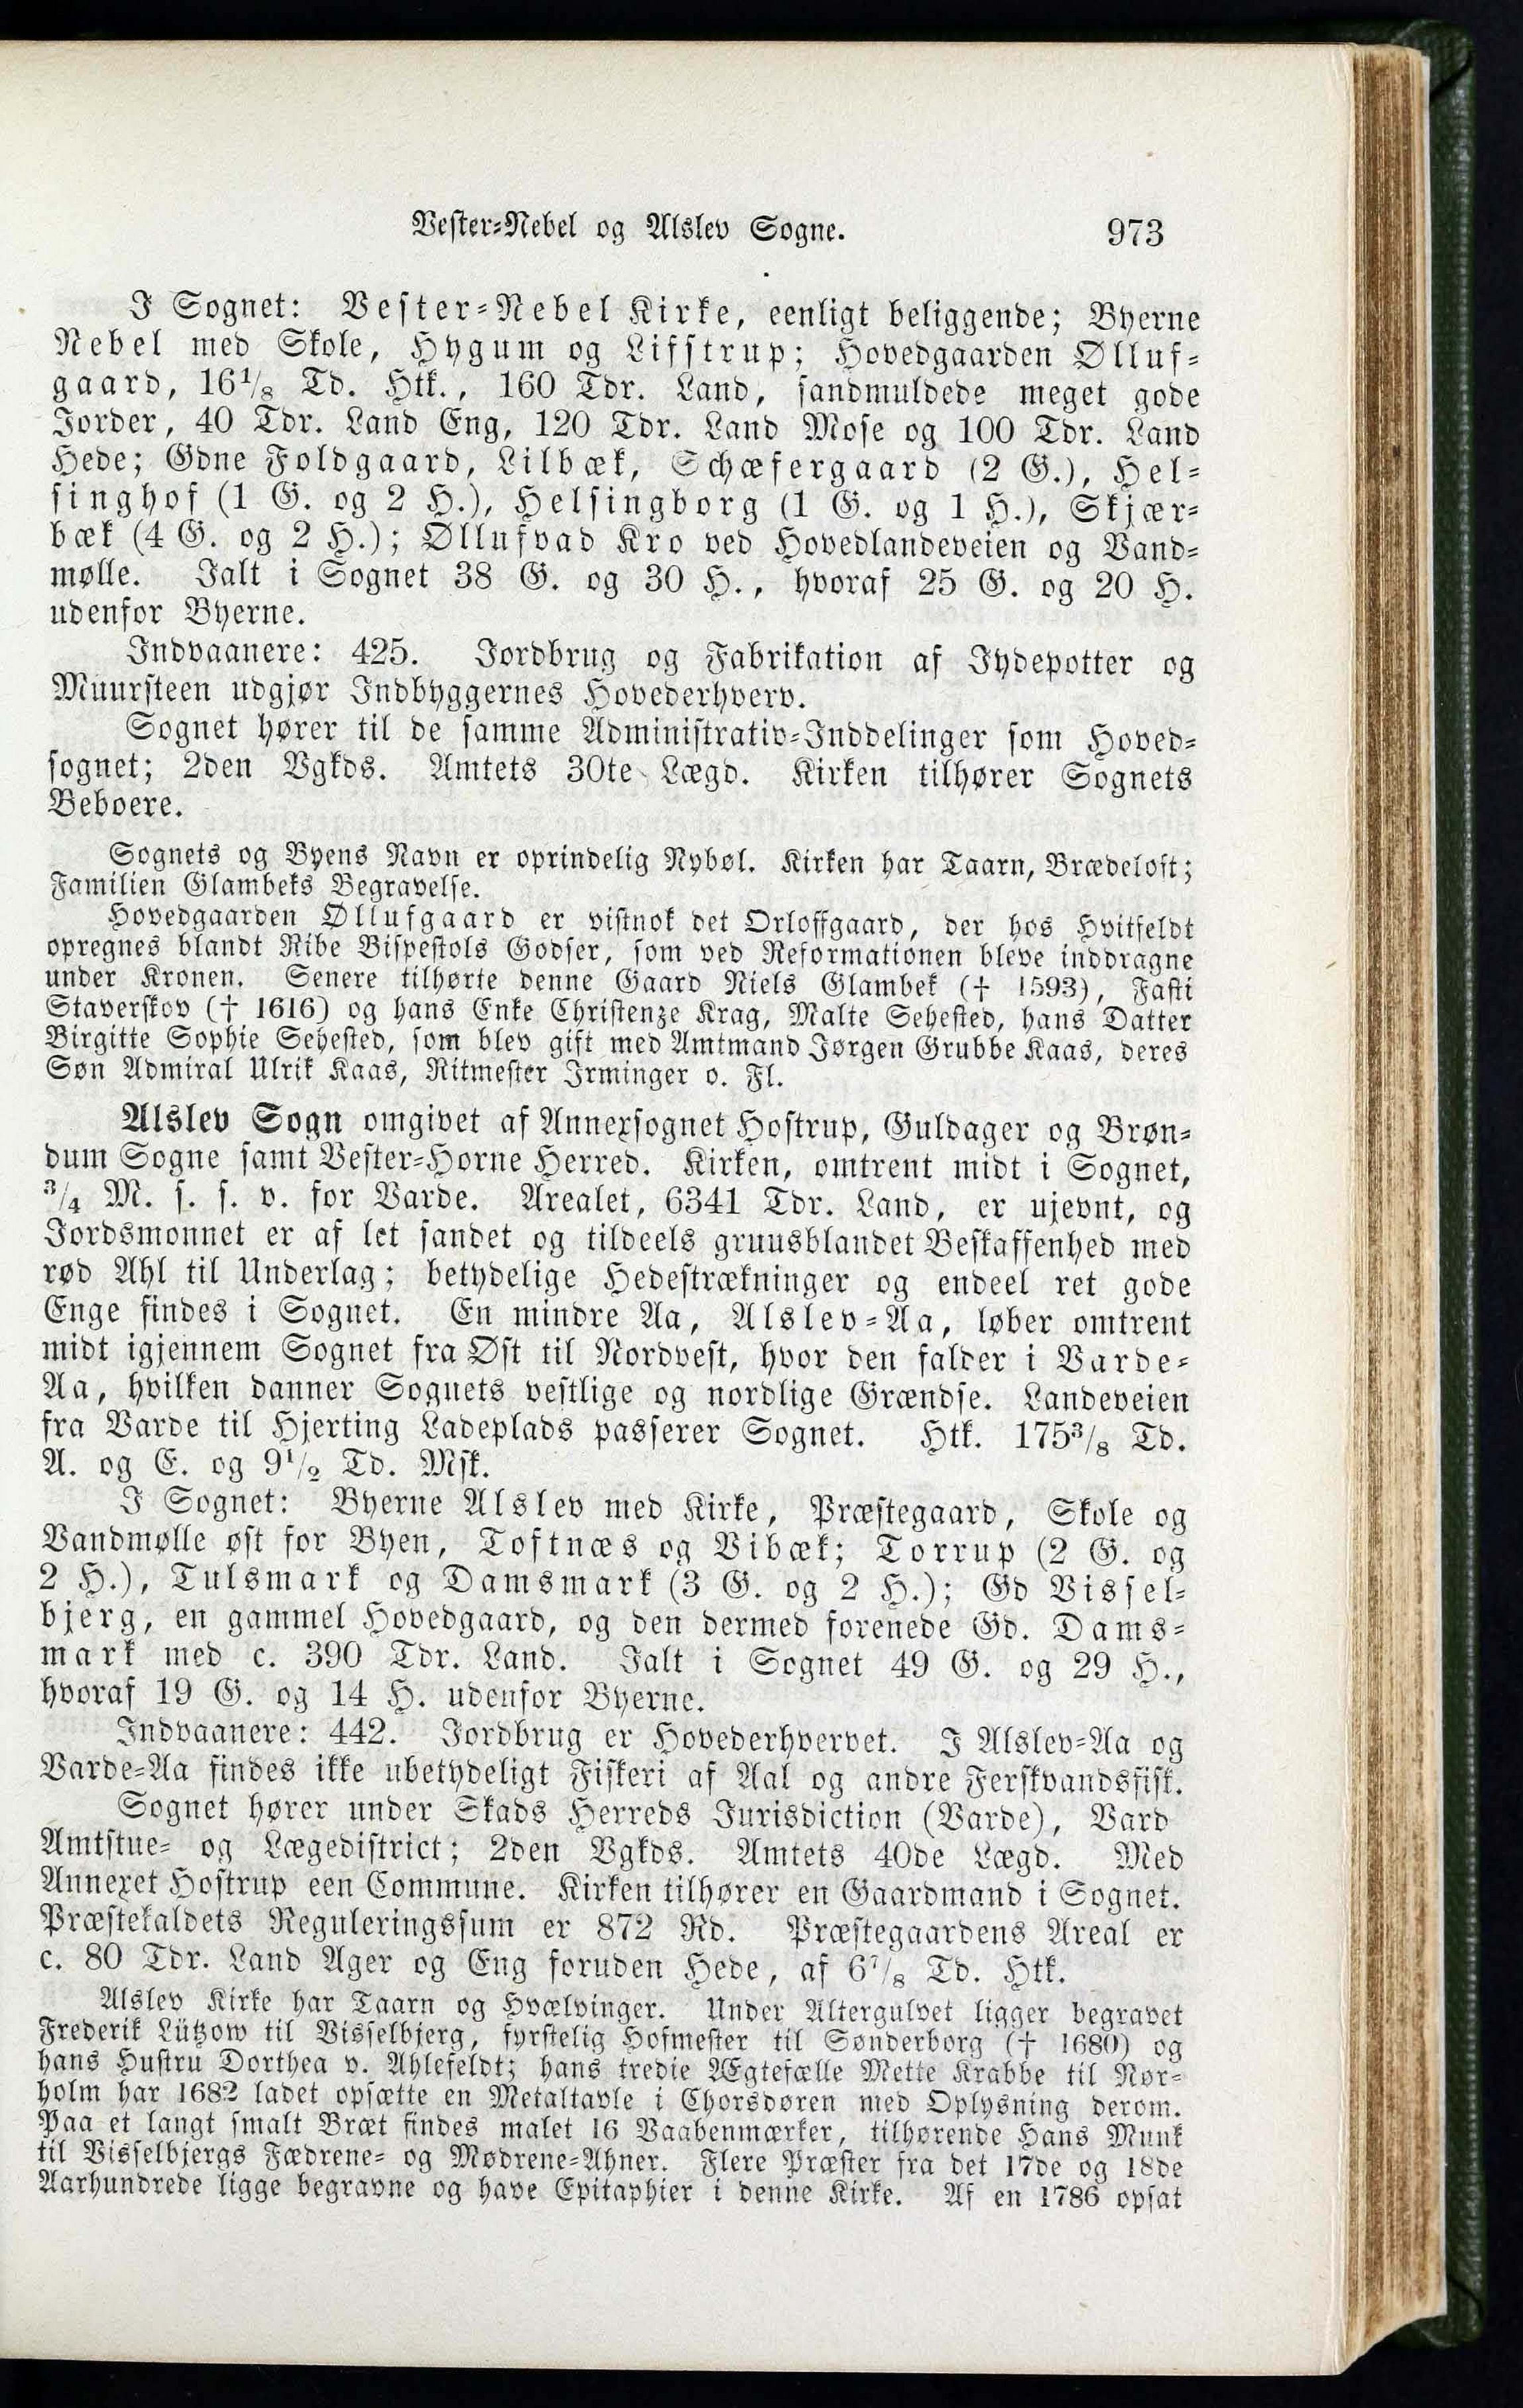 Vester-Nebel og Alslev Sogne. 973
I Sognet: Vester-Nebel Kirke, eenligt beliggende; Byerne
Nebel med Skole, Hygum og Lifstrup; HovedgaardenØlluf-
gaard, 16¹/₈ Td. Htk., 160 Tdr. Land, sandmuldede meget gode
Jorder, 40 Tdr. Land Eng, 120 Tdr. Land Mose og 100 Tdr. Land
Hede; Gdne Foldgaard, Lilbæk, Schæfergaard (2 G.), Hel-
singhof (1 G. og 2 H.), Helsingborg (1 G. og 1 H.), Skjær-
bæk (4 G. og 2 H.); Øllufvad Kro ved Hovedlandeveien og Vand-
mølle. Ialt i Sognet 38 G. og 30 H., hvoraf 25 G. og 20 H.
udenfor Byerne.
Indvaanere: 425. Jordbrug og Fabrikation af Jydepotter og
Muursteen udgjør Indbyggernes Hovederhverv.
Sognet hører til de samme Administrativ-Inddelinger som Hoved-
sognet; 2den Vgkds. Amtets 30te Lægd. Kirken tilhører Sognets
Beboere.
Sognets og Byens Navn er oprindelig Nybøl. Kirken har Taarn, Brædeloft;
Familien Glambeks Begravelse.
Hovedgaarden Øllufgaard er vistnok det Orloffgaard, der hos Hvitfeldt
opregnes blandt Ribe Bispestols Godser, som ved Reformationen bleve inddragne
under Kronen. Senere tilhørte denne Gaard Niels Glambek († 1593), Fasti
Staverskov († 1616) og hans Enke Christenze Krag, Malte Sehested, hans Datter
Birgitte Sophie Sehested, som blev gift med Amtmand Jørgen Grubbe Kaas, deres
Søn Admiral Ulrik Kaas, Ritmester Irminger o. Fl.
Alslev Sogn omgivet af Annexsognet Hostrup, Guldager og Brøn-
dum Sogne samt Vester-Horne Herred. Kirken, omtrent midt i Sognet,
³/₄ M. s. s. v. for Varde. Arealet, 6341 Tdr. Land, er ujevnt, og
Jordsmonnet er af let sandet og tildeels gruusblandet Beskaffenhed med
rød Ahl til Underlag; betydelige Hedestrækninger og endeel ret gode
Enge findes i Sognet. En mindre Aa, Alslev-Aa, løber omtrent
midt igjennem Sognet fra Øst til Nordvest, hvor den falder i Varde-
Aa, hvilken danner Sognets vestlige og nordlige Grændse. Landeveien
fra Varde til Hjerting Ladeplads passerer Sognet. Htk. 175³/₈ Td.
A. og E. og 9¹/₂ Td. Msk.
I Sognet: Byerne Alslev med Kirke, Præstegaard, Skole og
Vandmølle øst for Byen, Toftnæs og Vibæk; Torrup (2 G. og
2 H.), Tulsmark og Damsmark (3 G. og 2 H.); Gd Vissel-
bjerg, en gammel Hovedgaard, og den dermed forenede Gd. Dams-
mark med c. 390 Tdr. Land. Ialt i Sognet 49 G. og 29 H.,
hvoraf 19 G. og 14 H. udenfor Byerne.
Indvaanere: 442. Jordbrug er Hovederhvervet. I Alslev-Aa og
Varde-Aa findes ikke ubetydeligt Fiskeri af Aal og andre Ferskvandsfisk.
Sognet hører under Skads Herreds Jurisdiction (Varde), Vard
Amtstue- og Lægedistrict; 2den Vgkds. Amtets 40de Lægd. Med
Annexet Hostrup een Commune. Kirken tilhører en Gaardmand i Sognet.
Præstekaldets Reguleringssum er 872 Rd. Præstegaardens Areal er
c. 80 Tdr. Land Ager og Eng foruden Hede, af 6⁷/₈ Td. Htk.
Alslev Kirke har Taarn og Hvælvinger. Under Altergulvet ligger begravet
Frederik Lützow til Visselbjerg, fyrstelig Hofmester til Sønderborg († 1680) og
hans Hustru Dorthea v. Ahlefeldt; hans tredie Ægtefælle Mette Krabbe til Nør-
holm har 1682 ladet opsætte en Metaltavle i Chorsdøren med Oplysning derom.
Paa et langt smalt Bræt findes malet 16 Vaabenmærker, tilhørende Hans Munk
til Visselbjergs Fædrene- og Mødrene-Ahner. Flere Præster fra det 17de og 18de
Aarhundrede ligge begravne og have Epitaphier i denne Kirke. Af en 1786 opsat